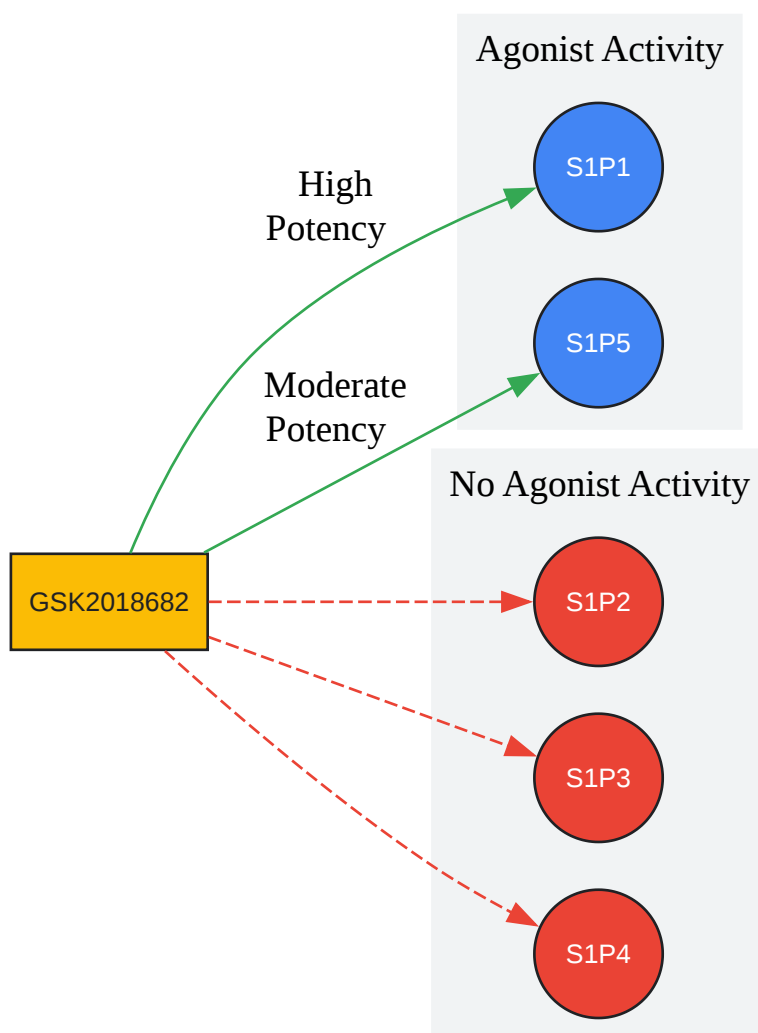 Agonist Activity
S1P1
High
Potency
S1P5
Moderate
Potency
No Agonist Activity
GSK2018682
S1P2
S1P3
S1P4